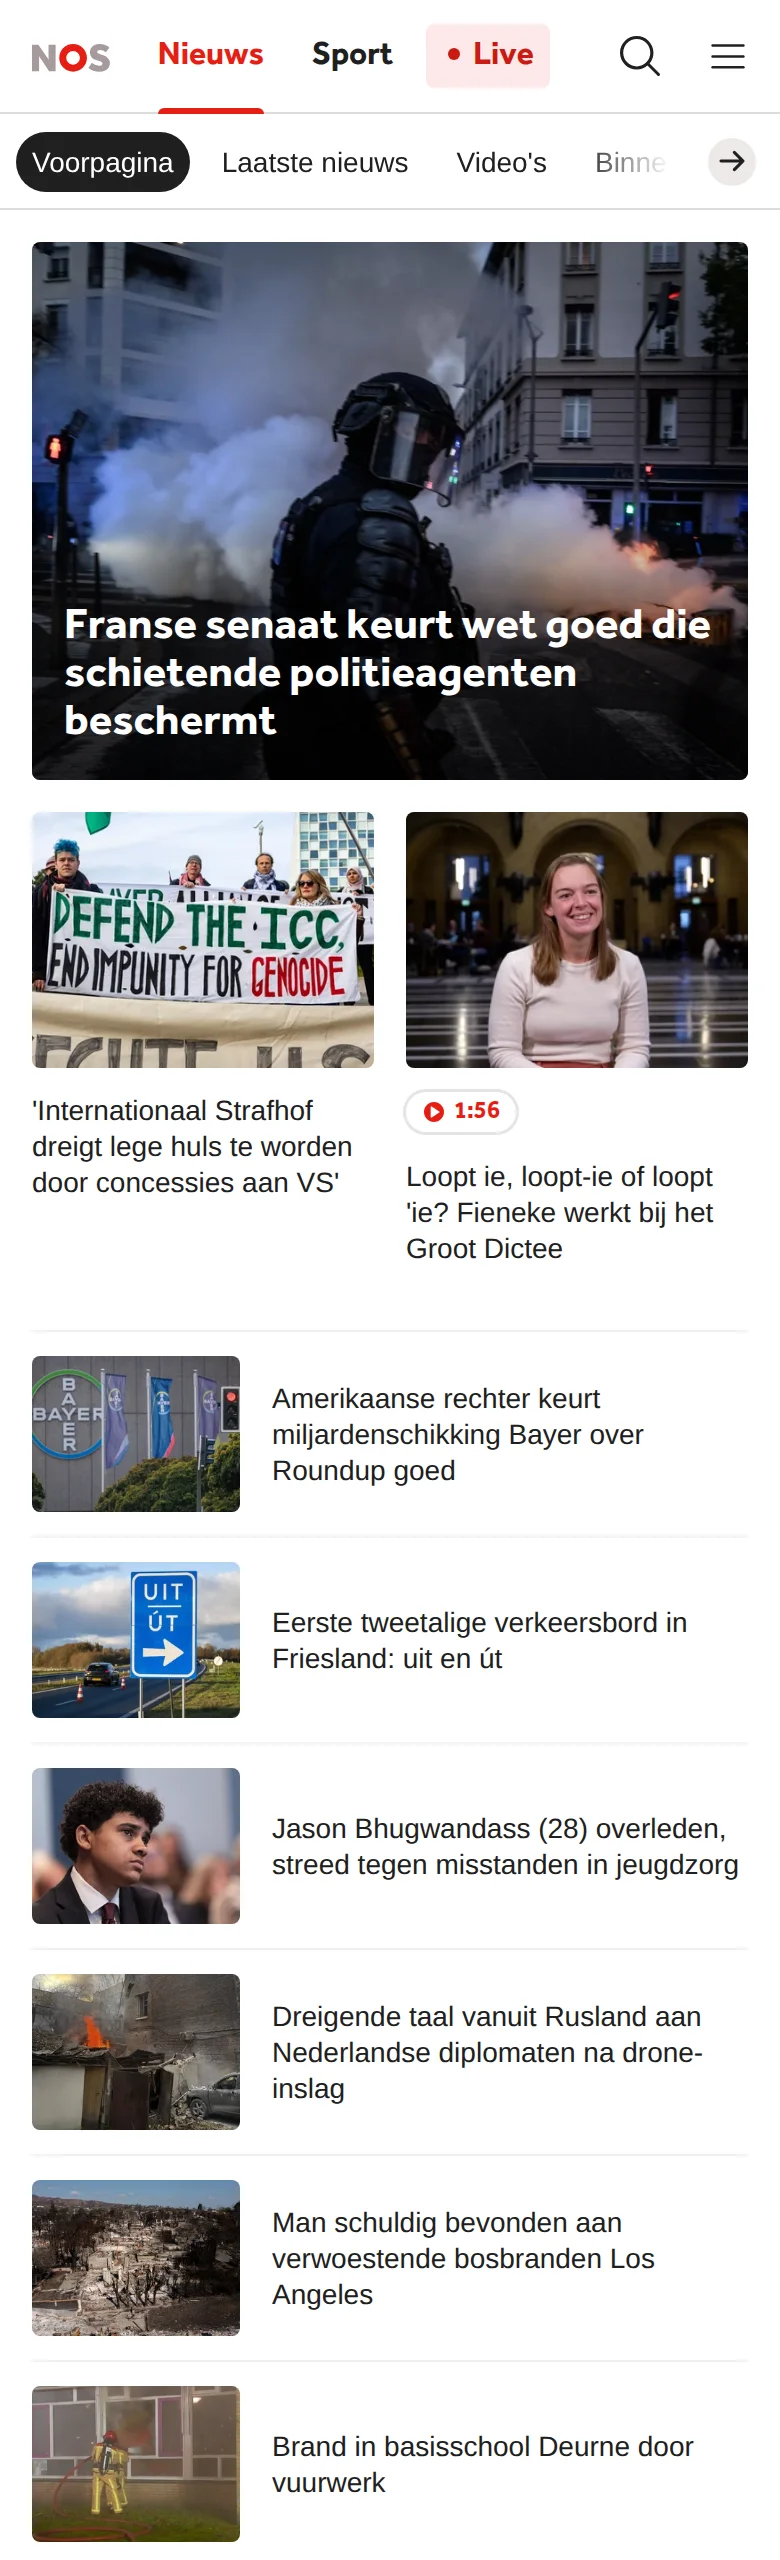 NOS
Nieuws
Sport
Live
Voorpagina
Laatste nieuws
Video's
Binne
Franse senaat keurt wet goed die
schietende politieagenten
beschermt
DEFEND THE ICC,
END IMPUNITY FOR GENOCIDE
'Internationaal Strafhof
dreigt lege huls te worden
door concessies aan VS'
1:56
Loopt ie, loopt-ie of loopt
'ie? Fieneke werkt bij het
Groot Dictee
BAYER
BAYER
Amerikaanse rechter keurt
miljardenschikking Bayer over
Roundup goed
UIT
ÚT
Eerste tweetalige verkeersbord in
Friesland: uit en út
Jason Bhugwandass (28) overleden,
streed tegen misstanden in jeugdzorg
Dreigende taal vanuit Rusland aan
Nederlandse diplomaten na drone-
inslag
Man schuldig bevonden aan
verwoestende bosbranden Los
Angeles
Brand in basisschool Deurne door
vuurwerk